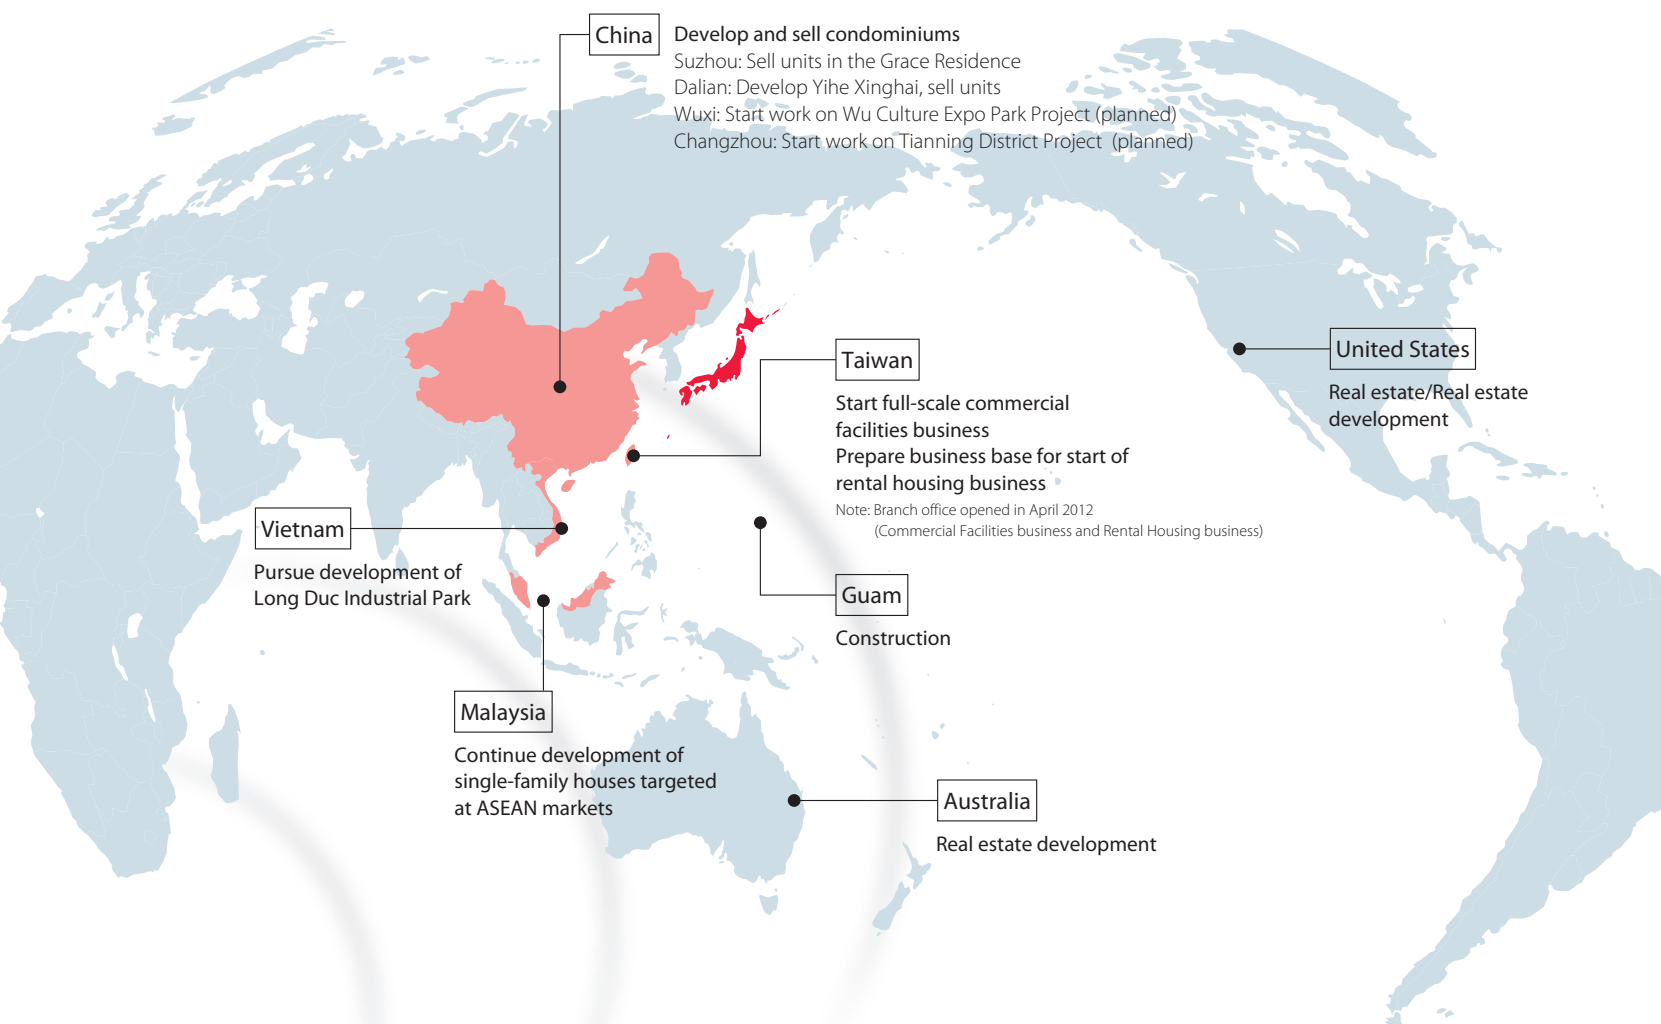 China
Develop and sell condominiums
Suzhou: Sell units in the Grace Residence
Dalian: Develop Yihe Xinghai, sell units
Wuxi: Start work on Wu Culture Expo Park Project (planned)
Changzhou: Start work on Tianning District Project (planned)
Taiwan
Start full-scale commercial
facilities business
Prepare business base for start of
rental housing business
Note: Branch office opened in April 2012
(Commercial Facilities business and Rental Housing business)
United States
Real estate/Real estate
development
Vietnam
Pursue development of
Long Duc Industrial Park
Guam
Construction
Malaysia
Continue development of
single-family houses targeted
at ASEAN markets
Australia
Real estate development